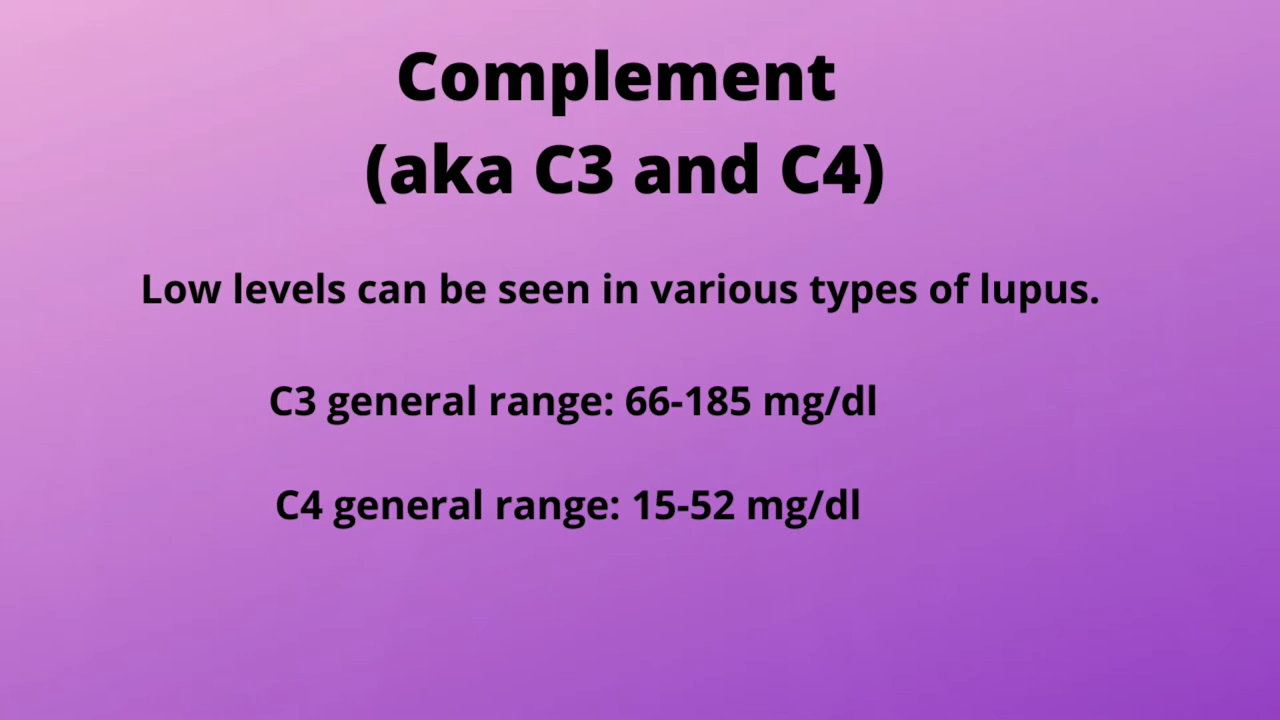 Complement
(aka C3 and C4)
Low levels can be seen in various types of lupus.
C3 general range: 66-185 mg/dl
C4 general range: 15-52 mg/dl